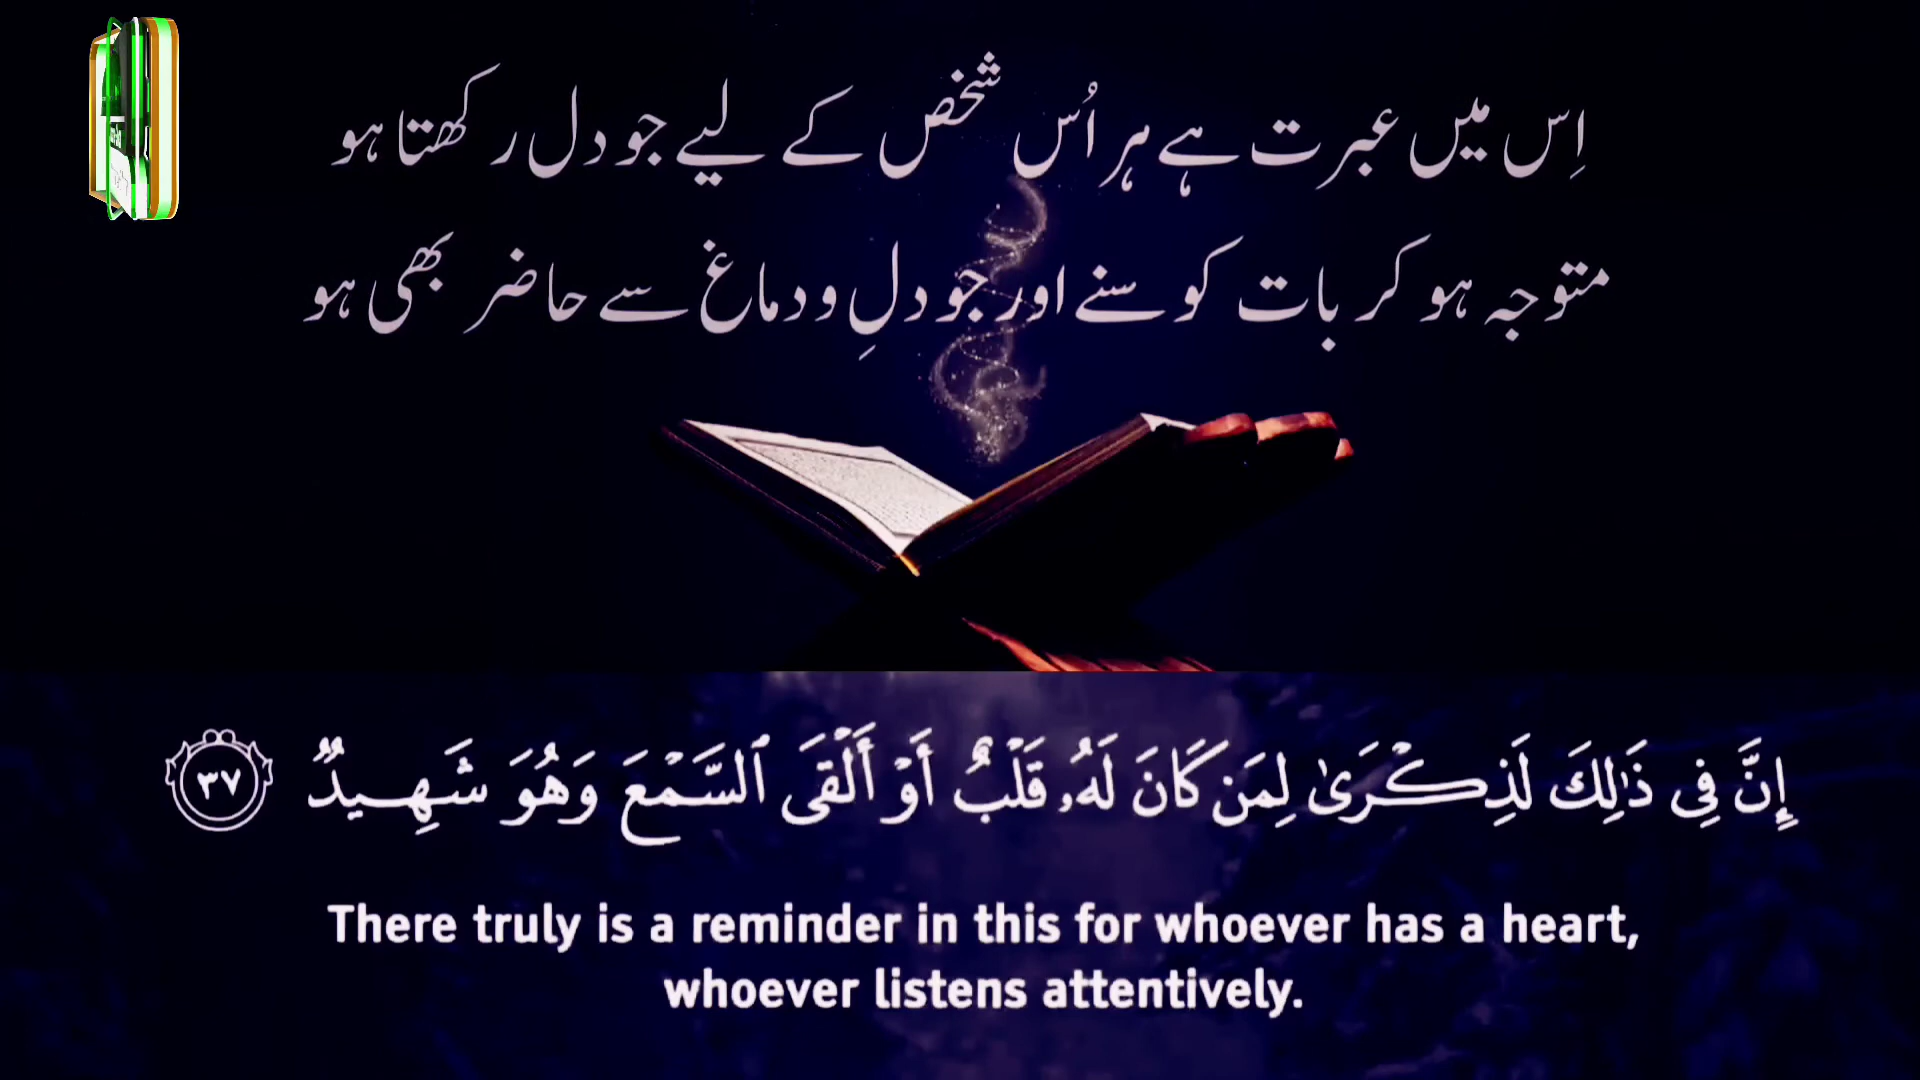 اِس میں عبرت ہے ہر اُس شخص کے لیے جو دل رکھتا ہو
متوجہ ہو کر بات کو سنے اور جو دلِ و دماغ سے حاضر بھی ہو
إِنَّ فِى ذَٰلِكَ لَذِكْرَىٰ لِمَن كَانَ لَهُۥ قَلْبٌ أَوْ أَلْقَى ٱلسَّمْعَ وَهُوَ شَهِيدٌ ٣٧
There truly is a reminder in this for whoever has a heart,
whoever listens attentively.